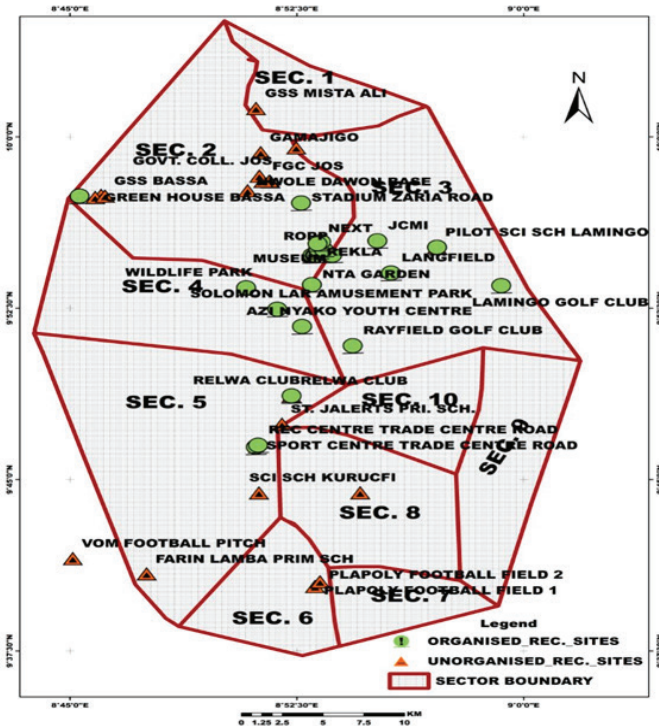 8°45'0"E 8°52'30"E 9°0'0"E
N
SEC. 1
GSS MISTA ALI
SEC. 2
GAMAJIGO
GOVT. COLL. JOS
FGC JOS
GSS BASSA
NWOLE DAWON BASE
SEC. 3
GREEN HOUSE BASSA
STADIUM ZARIA ROAD
NEXT
JCMI
ROPP
PILOT SCI SCH LAMINGO
MUSEUM
REKLA
LANGFIELD
WILDLIFE PARK
NTA GARDEN
SEC. 4
SOLOMON LAR AMUSEMENT PARK
LAMINGO GOLF CLUB
AZI NYAKO YOUTH CENTRE
RAYFIELD GOLF CLUB
RELWA CLUBRELWA CLUB
SEC. 5
SEC. 10
ST. JALERTS PRI. SCH.
REC CENTRE TRADE CENTRE ROAD
SEC. 9
SPORT CENTRE TRADE CENTRE ROAD
SCI SCH KURUCFI
SEC. 8
VOM FOOTBALL PITCH
FARIN LAMBA PRIM SCH
PLAPOLY FOOTBALL FIELD 2
PLAPOLY FOOTBALL FIELD 1
SEC. 7
SEC. 6
Legend
ORGANISED_REC._SITES
UNORGANISED_REC._SITES
SECTOR BOUNDARY
9°52'30"N
9°37'30"N
8°45'0"E 8°52'30"E 9°0'0"E
KM
0 1.25 2.5 5 7.5 10